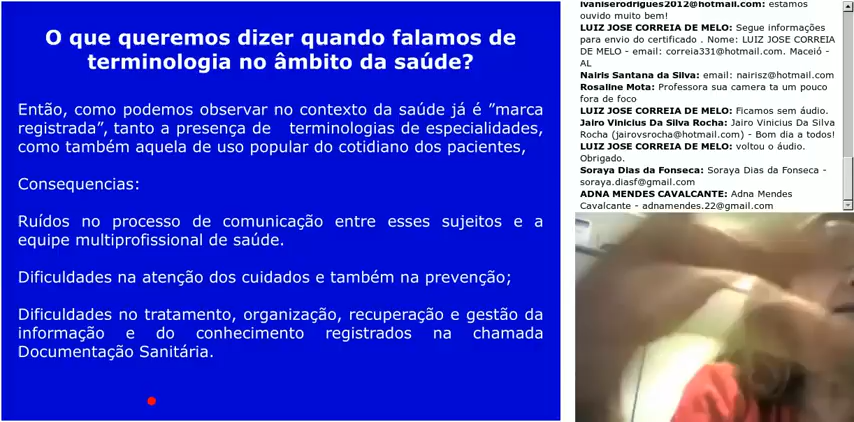 O que queremos dizer quando falamos de
terminologia no âmbito da saúde?
Então, como podemos observar no contexto da saúde já é ”marca
registrada”, tanto a presença de terminologias de especialidades,
como também aquela de uso popular do cotidiano dos pacientes,
Consequencias:
Ruídos no processo de comunicação entre esses sujeitos e a
equipe multiprofissional de saúde.
Dificuldades na atenção dos cuidados e também na prevenção;
Dificuldades no tratamento, organização, recuperação e gestão da
informação e do conhecimento registrados na chamada
Documentação Sanitária.
ivaniserodrigues2012@hotmail.com: estamos
ouvido muito bem!
LUIZ JOSE CORREIA DE MELO: Segue informações
para envio do certificado . Nome: LUIZ JOSE CORREIA
DE MELO - email: correia331@hotmail.com. Maceió -
AL
Nairis Santana da Silva: email: nairisz@hotmail.com
Rosaline Mota: Professora sua camera ta um pouco
fora de foco
LUIZ JOSE CORREIA DE MELO: Ficamos sem áudio.
Jairo Vinicius Da Silva Rocha: Jairo Vinicius Da Silva
Rocha (jairovsrocha@hotmail.com) - Bom dia a todos!
LUIZ JOSE CORREIA DE MELO: voltou o áudio.
Obrigado.
Soraya Dias da Fonseca: Soraya Dias da Fonseca -
soraya.diasf@gmail.com
ADNA MENDES CAVALCANTE: Adna Mendes
Cavalcante - adnamendes.22@gmail.com